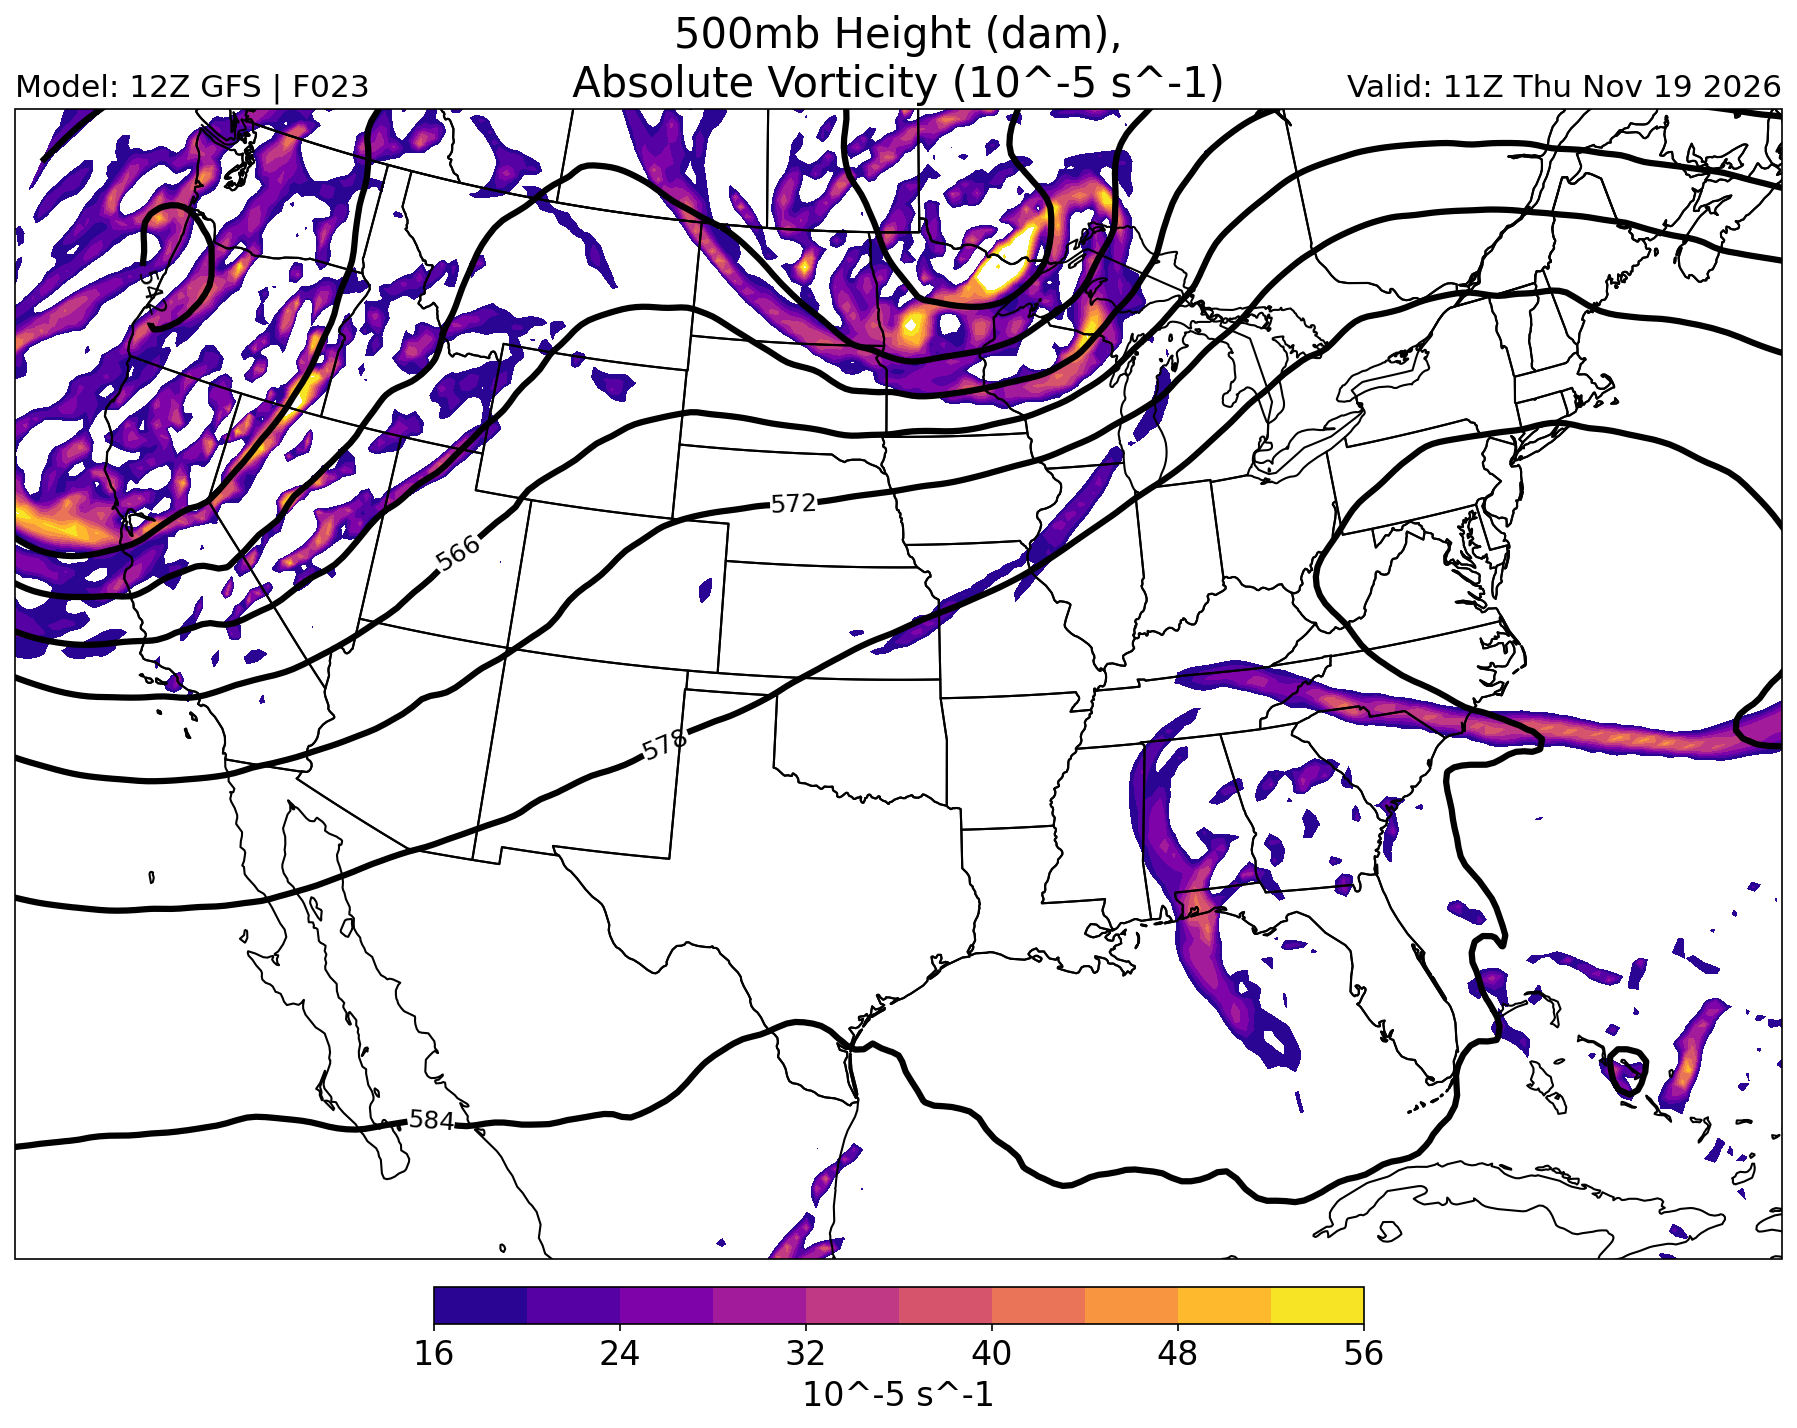 500mb Height (dam),
Absolute Vorticity (10^-5 s^-1)
Model: 12Z GFS | F023
Valid: 11Z Thu Nov 19 2026
542
572
566
578
584
16 24 32 40 48 56
10^-5 s^-1